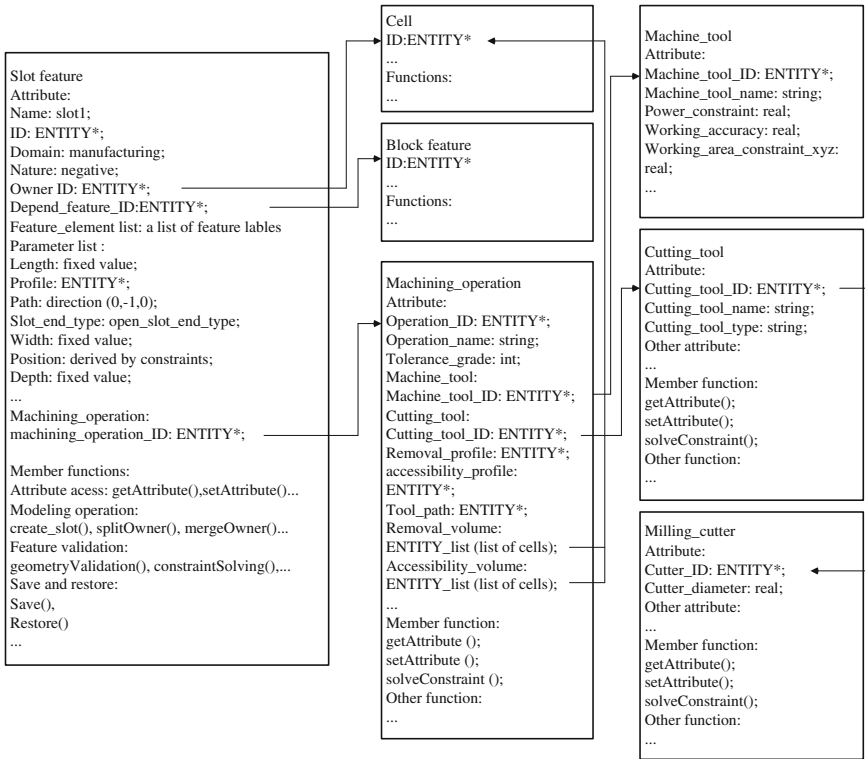 Slot feature
Attribute:
Name: slot1;
ID: ENTITY*;
Domain: manufacturing;
Nature: negative;
Owner ID: ENTITY*;
Depend_feature_ID:ENTITY*;
Feature_element list: a list of feature lables
Parameter list :
Length: fixed value;
Profile: ENTITY*;
Path: direction (0,-1,0);
Slot_end_type: open_slot_end_type;
Width: fixed value;
Position: derived by constraints;
Depth: fixed value;
...
Machining_operation:
machining_operation_ID: ENTITY*;
Member functions:
Attribute acess: getAttribute(),setAttribute()...
Modeling operation:
create_slot(), splitOwner(), mergeOwner()...
Feature validation:
geometryValidation(), constraintSolving(),...
Save and restore:
Save(),
Restore()
...
Cell
ID:ENTITY*
...
Functions:
...
Block feature
ID:ENTITY*
...
Functions:
...
Machining_operation
Attribute:
Operation_ID: ENTITY*;
Operation_name: string;
Tolerance_grade: int;
Machine_tool:
Machine_tool_ID: ENTITY*;
Cutting_tool:
Cutting_tool_ID: ENTITY*;
Removal_profile: ENTITY*;
accessibility_profile:
ENTITY*;
Tool_path: ENTITY*;
Removal_volume:
ENTITY_list (list of cells);
Accessibility_volume:
ENTITY_list (list of cells);
...
Member function:
getAttribute ();
setAttribute ();
solveConstraint ();
Other function:
...
Machine_tool
Attribute:
Machine_tool_ID: ENTITY*;
Machine_tool_name: string;
Power_constraint: real;
Working_accuracy: real;
Working_area_constraint_xyz:
real;
...
Cutting_tool
Attribute:
Cutting_tool_ID: ENTITY*;
Cutting_tool_name: string;
Cutting_tool_type: string;
Other attribute:
...
Member function:
getAttribute();
setAttribute();
solveConstraint();
Other function:
...
Milling_cutter
Attribute:
Cutter_ID: ENTITY*;
Cutter_diameter: real;
Other attribute:
...
Member function:
getAttribute();
setAttribute();
solveConstraint();
Other function:
...